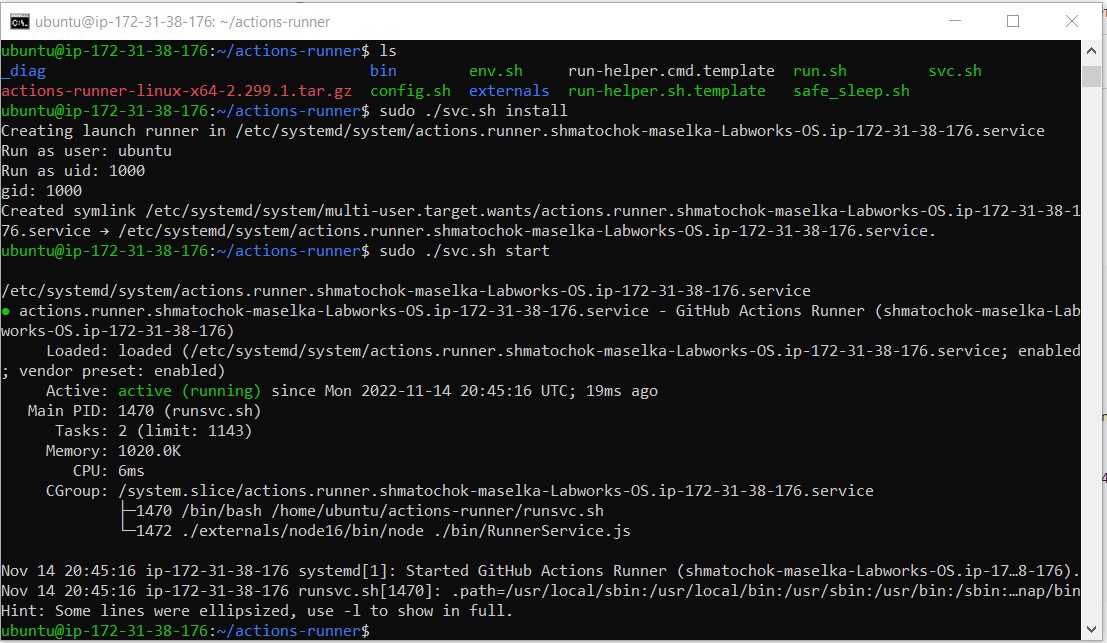 ubuntu@ip-172-31-38-176: ~/actions-runner
ubuntu@ip-172-31-38-176:~/actions-runner$ ls
_diag bin env.sh run-helper.cmd.template run.sh svc.sh
actions-runner-linux-x64-2.299.1.tar.gz config.sh externals run-helper.sh.template safe_sleep.sh
ubuntu@ip-172-31-38-176:~/actions-runner$ sudo ./svc.sh install
Creating launch runner in /etc/systemd/system/actions.runner.shmatochok-maselka-Labworks-OS.ip-172-31-38-176.service
Run as user: ubuntu
Run as uid: 1000
gid: 1000
Created symlink /etc/systemd/system/multi-user.target.wants/actions.runner.shmatochok-maselka-Labworks-OS.ip-172-31-38-1
76.service → /etc/systemd/system/actions.runner.shmatochok-maselka-Labworks-OS.ip-172-31-38-176.service.
ubuntu@ip-172-31-38-176:~/actions-runner$ sudo ./svc.sh start
/etc/systemd/system/actions.runner.shmatochok-maselka-Labworks-OS.ip-172-31-38-176.service
● actions.runner.shmatochok-maselka-Labworks-OS.ip-172-31-38-176.service - GitHub Actions Runner (shmatochok-maselka-Lab
works-OS.ip-172-31-38-176)
Loaded: loaded (/etc/systemd/system/actions.runner.shmatochok-maselka-Labworks-OS.ip-172-31-38-176.service; enabled
; vendor preset: enabled)
Active: active (running) since Mon 2022-11-14 20:45:16 UTC; 19ms ago
Main PID: 1470 (runsvc.sh)
Tasks: 2 (limit: 1143)
Memory: 1020.0K
CPU: 6ms
CGroup: /system.slice/actions.runner.shmatochok-maselka-Labworks-OS.ip-172-31-38-176.service
├─1470 /bin/bash /home/ubuntu/actions-runner/runsvc.sh
└─1472 ./externals/node16/bin/node ./bin/RunnerService.js
Nov 14 20:45:16 ip-172-31-38-176 systemd[1]: Started GitHub Actions Runner (shmatochok-maselka-Labworks-OS.ip-17…8-176).
Nov 14 20:45:16 ip-172-31-38-176 runsvc.sh[1470]: .path=/usr/local/sbin:/usr/local/bin:/usr/sbin:/usr/bin:/sbin:…nap/bin
Hint: Some lines were ellipsized, use -l to show in full.
ubuntu@ip-172-31-38-176:~/actions-runner$